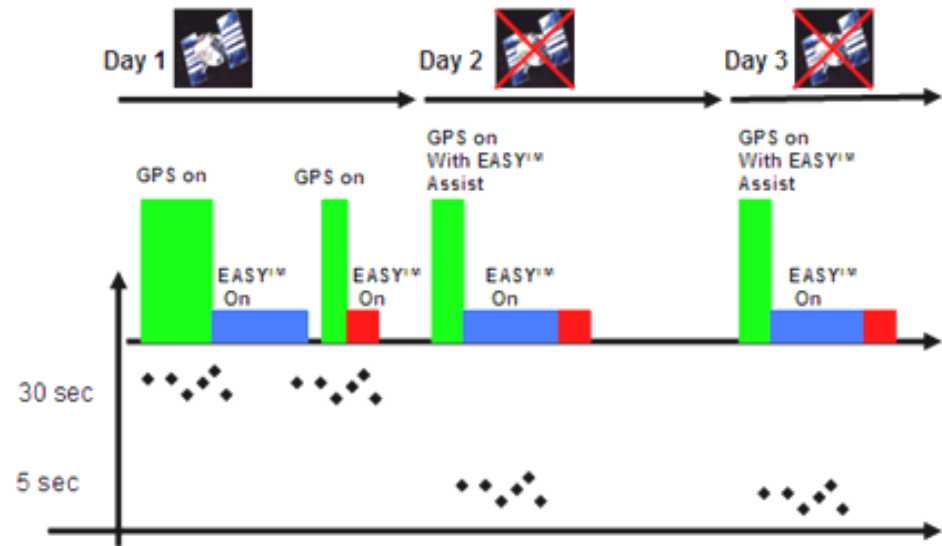 Day 1
Day 2
Day 3
GPS on
GPS on
GPS on
With EASY™
Assist
GPS on
With EASY™
Assist
EASY™
On
EASY™
On
EASY™
On
EASY™
On
30 sec
5 sec